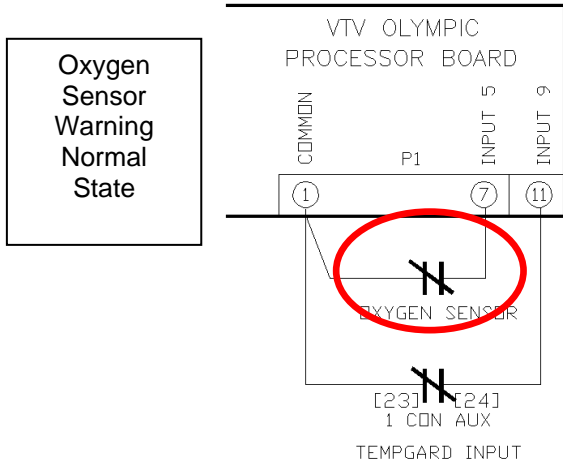 Oxygen
Sensor
Warning
Normal
State
VTV OLYMPIC
PROCESSOR BOARD
COMMON
P1
INPUT 5
INPUT 9
1
7
11
OXYGEN SENSOR
[23] [24]
1 CON AUX
TEMPGARD INPUT